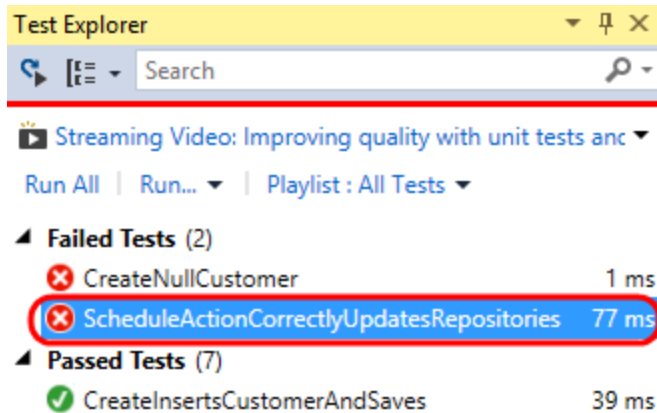 Test Explorer
Search
Streaming Video: Improving quality with unit tests and
Run All | Run... | Playlist : All Tests
Failed Tests (2)
CreateNullCustomer 1 ms
ScheduleActionCorrectlyUpdatesRepositories 77 ms
Passed Tests (7)
CreateInsertsCustomerAndSaves 39 ms